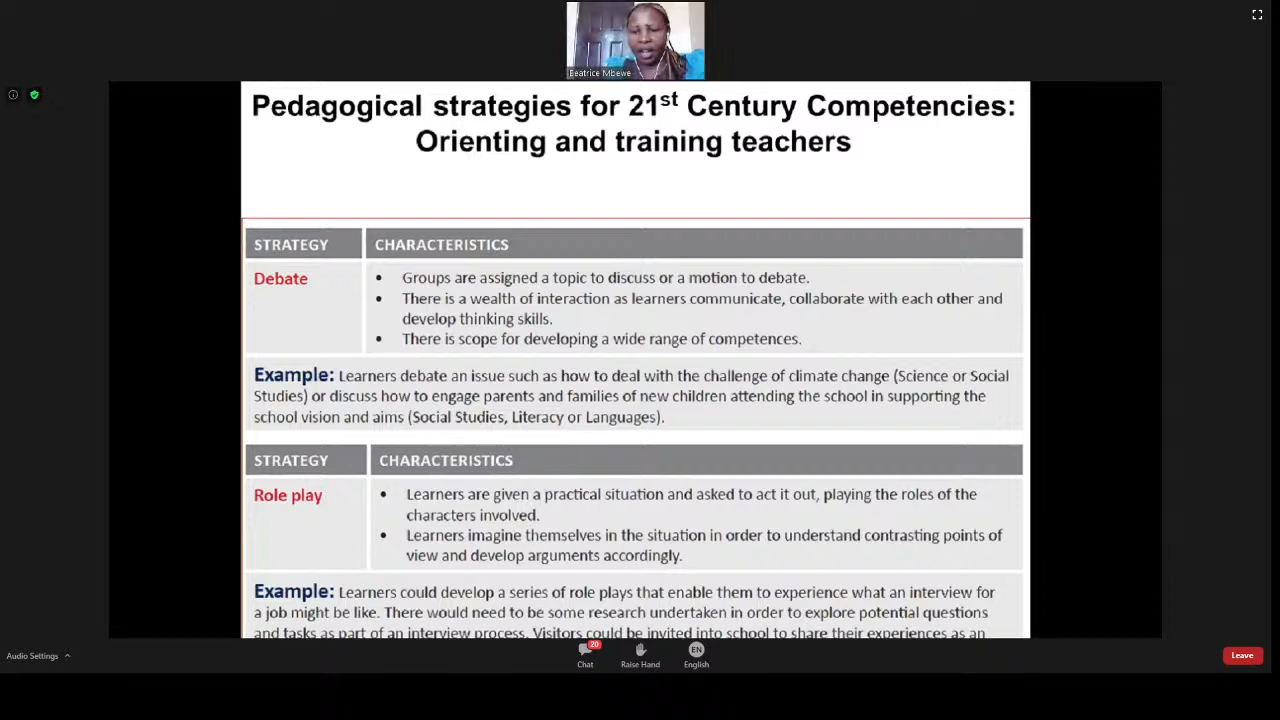 Beatrice Mbewe
Pedagogical strategies for 21st Century Competencies:
Orienting and training teachers
STRATEGY CHARACTERISTICS
Debate • Groups are assigned a topic to discuss or a motion to debate.
• There is a wealth of interaction as learners communicate, collaborate with each other and
develop thinking skills.
• There is scope for developing a wide range of competences.
Example: Learners debate an issue such as how to deal with the challenge of climate change (Science or Social
Studies) or discuss how to engage parents and families of new children attending the school in supporting the
school vision and aims (Social Studies, Literacy or Languages).
STRATEGY CHARACTERISTICS
Role play • Learners are given a practical situation and asked to act it out, playing the roles of the
characters involved.
• Learners imagine themselves in the situation in order to understand contrasting points of
view and develop arguments accordingly.
Example: Learners could develop a series of role plays that enable them to experience what an interview for
a job might be like. There would need to be some research undertaken in order to explore potential questions
and tasks as part of an interview process. Visitors could be invited into school to share their experiences as an
Audio Settings
20
Chat
Raise Hand
EN
English
Leave